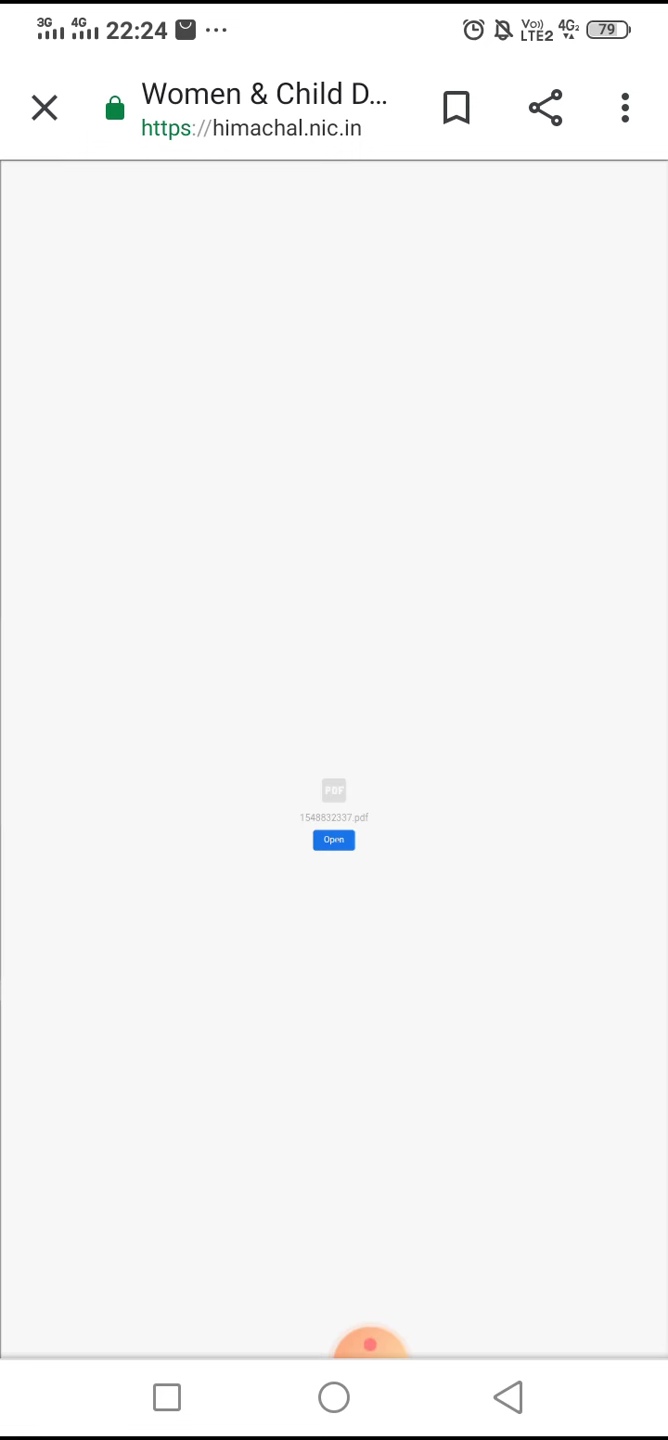 3G 4G 22:24 ... Vo)) LTE2 4G2 79
Women & Child D...
https://himachal.nic.in
PDF
1548832337.pdf
Open